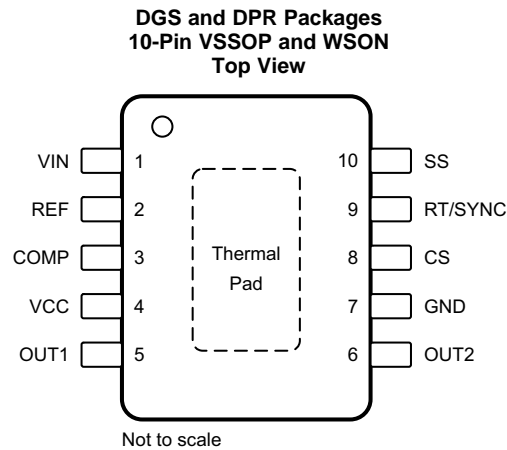 DGS and DPR Packages
10-Pin VSSOP and WSON
Top View
VIN 1 10 SS
REF 2 9 RT/SYNC
COMP 3 Thermal 8 CS
Pad
VCC 4 7 GND
OUT1 5 6 OUT2
Not to scale